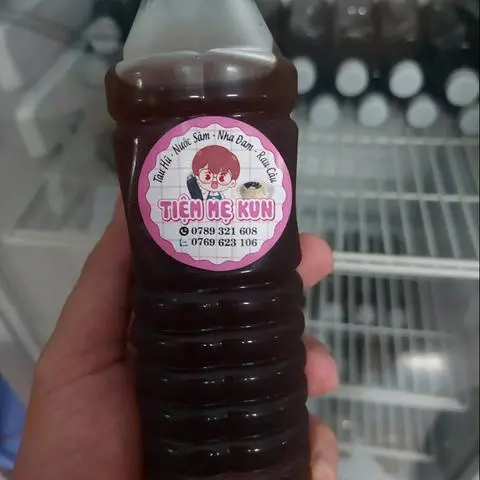 Tàu Hũ - Nước Sâm - Nha Đam - Rau Câu
TIỆM MẸ KUN
0789 321 608
0769 623 106